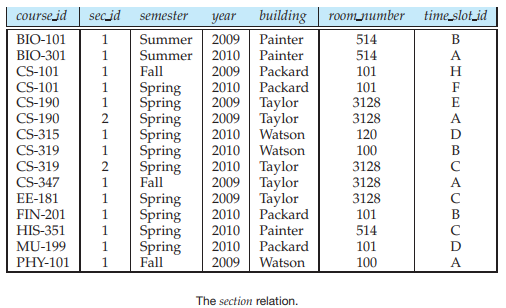 course_id sec_id semester year building room_number time_slot_id
BIO-101 1 Summer 2009 Painter 514 B
BIO-301 1 Summer 2010 Painter 514 A
CS-101 1 Fall 2009 Packard 101 H
CS-101 1 Spring 2010 Packard 101 F
CS-190 1 Spring 2009 Taylor 3128 E
CS-190 2 Spring 2009 Taylor 3128 A
CS-315 1 Spring 2010 Watson 120 D
CS-319 1 Spring 2010 Watson 100 B
CS-319 2 Spring 2010 Taylor 3128 C
CS-347 1 Fall 2009 Taylor 3128 A
EE-181 1 Spring 2009 Taylor 3128 C
FIN-201 1 Spring 2010 Packard 101 B
HIS-351 1 Spring 2010 Painter 514 C
MU-199 1 Spring 2010 Packard 101 D
PHY-101 1 Fall 2009 Watson 100 A
The section relation.